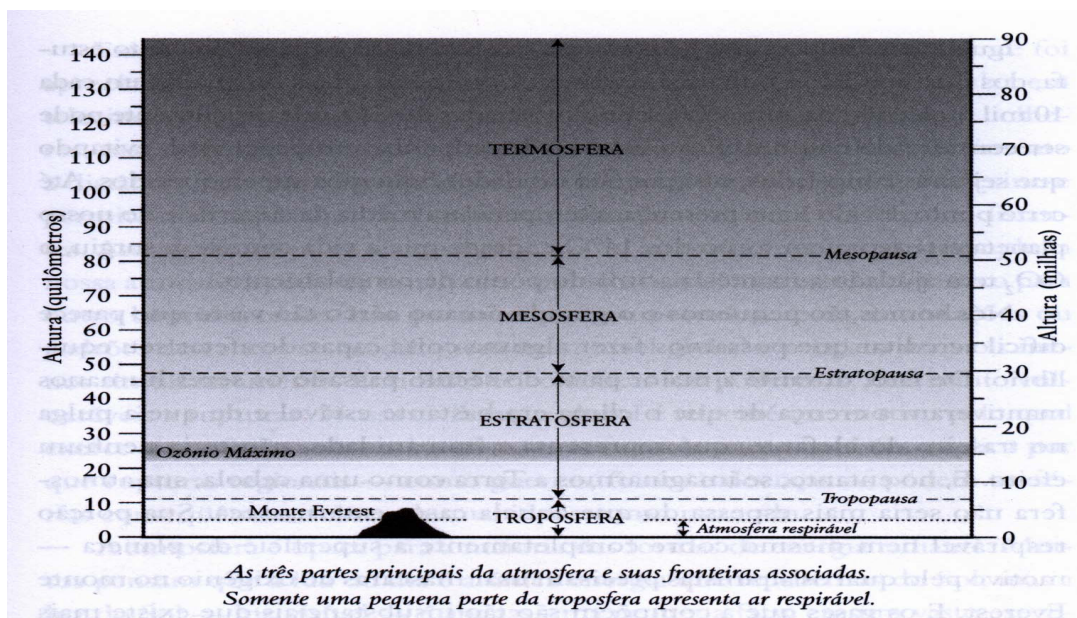 140
130
120
110
100
90
80
70
60
50
40
30
20
10
0
Altura (quilômetros)
90
80
70
60
50
40
30
20
10
0
Altura (milhas)
TERMOSFERA
Mesopausa
MESOSFERA
Estratopausa
ESTRATOSFERA
Ozônio Máximo
Tropopausa
Monte Everest
TROPOSFERA
Atmosfera respirável
As três partes principais da atmosfera e suas fronteiras associadas.
Somente uma pequena parte da troposfera apresenta ar respirável.